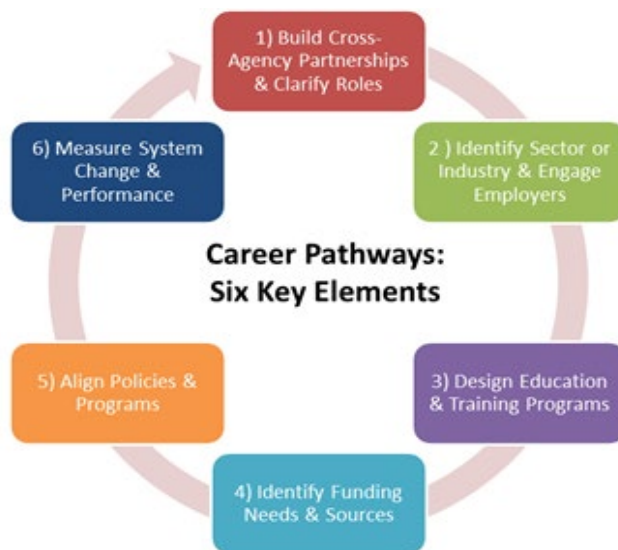 1) Build Cross-
Agency Partnerships
& Clarify Roles
2 ) Identify Sector or
Industry & Engage
Employers
3) Design Education
& Training Programs
4) Identify Funding
Needs & Sources
5) Align Policies &
Programs
6) Measure System
Change &
Performance
Career Pathways:
Six Key Elements